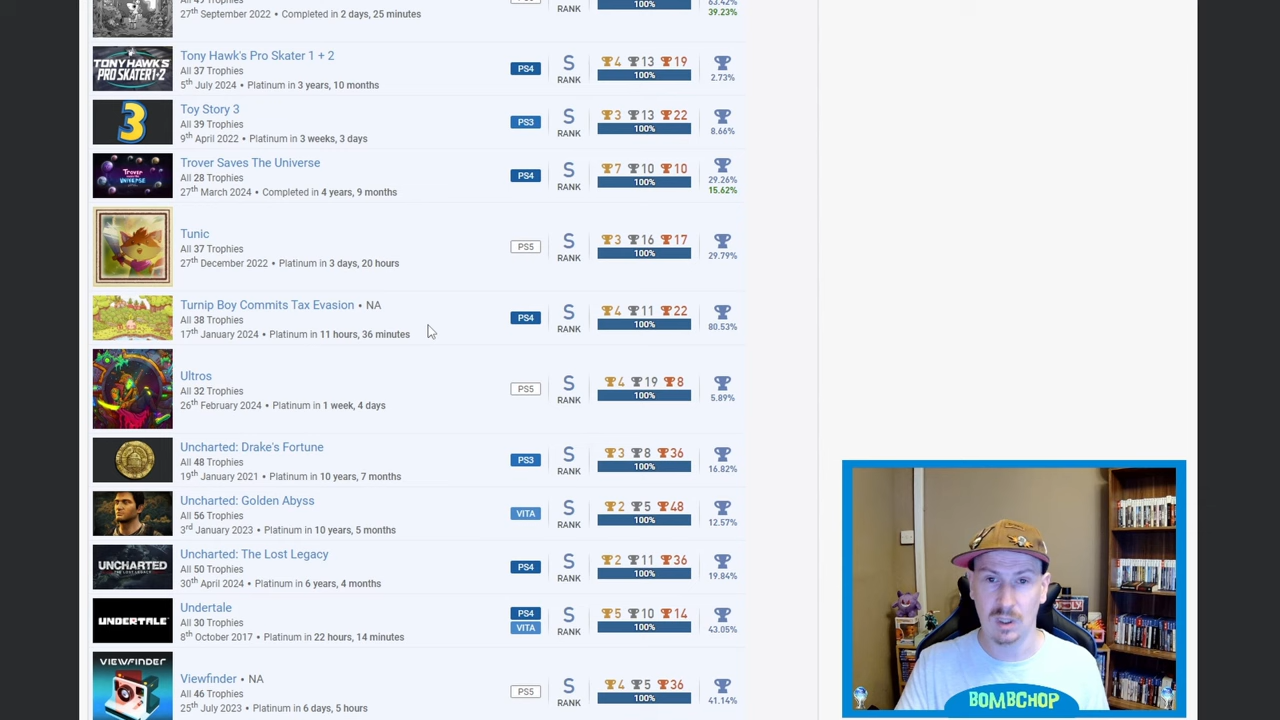 All 49 Trophies
27th September 2022 • Completed in 2 days, 25 minutes
RANK
100%
63.42%
39.23%
TONY HAWK'S PRO SKATER 1+2
Tony Hawk's Pro Skater 1 + 2
All 37 Trophies
5th July 2024 • Platinum in 3 years, 10 months
PS4
S RANK
4 13 19
100%
2.73%
3
Toy Story 3
All 39 Trophies
9th April 2022 • Platinum in 3 weeks, 3 days
PS3
S RANK
3 13 22
100%
8.66%
Trover SAVES THE UNIVERSE
Trover Saves The Universe
All 28 Trophies
27th March 2024 • Completed in 4 years, 9 months
PS4
S RANK
7 10 10
100%
29.26%
15.62%
Tunic
All 37 Trophies
27th December 2022 • Platinum in 3 days, 20 hours
PS5
S RANK
3 16 17
100%
29.79%
Turnip Boy Commits Tax Evasion • NA
All 38 Trophies
17th January 2024 • Platinum in 11 hours, 36 minutes
PS4
S RANK
4 11 22
100%
80.53%
Ultros
All 32 Trophies
26th February 2024 • Platinum in 1 week, 4 days
PS5
S RANK
4 19 8
100%
5.89%
Uncharted: Drake's Fortune
All 48 Trophies
19th January 2021 • Platinum in 10 years, 7 months
PS3
S RANK
3 8 36
100%
16.82%
Uncharted: Golden Abyss
All 56 Trophies
3rd January 2023 • Platinum in 10 years, 5 months
VITA
S RANK
2 5 48
100%
12.57%
UNCHARTED
Uncharted: The Lost Legacy
All 50 Trophies
30th April 2024 • Platinum in 6 years, 4 months
PS4
S RANK
2 11 36
100%
19.84%
UNDERTALE
Undertale
All 30 Trophies
8th October 2017 • Platinum in 22 hours, 14 minutes
PS4
VITA
S RANK
5 10 14
100%
43.05%
VIEWFINDER
Viewfinder • NA
All 46 Trophies
25th July 2023 • Platinum in 6 days, 5 hours
PS5
S RANK
4 5 36
100%
41.14%
BOMBCHOP